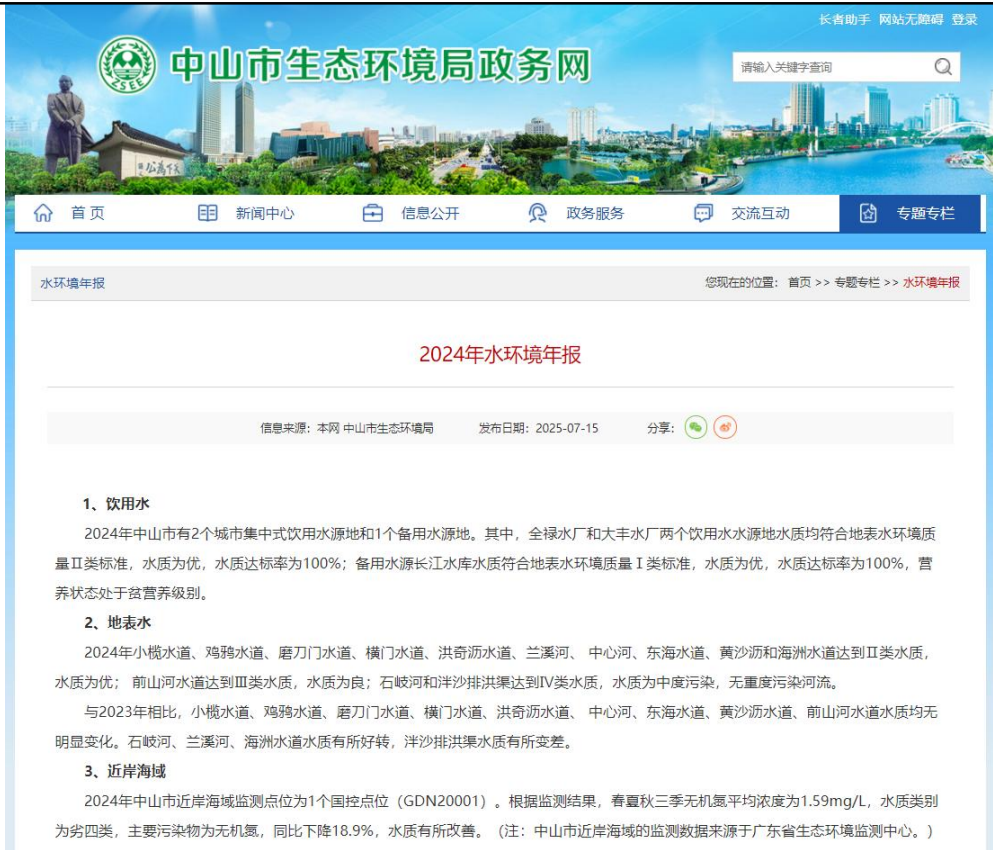 长者助手 网站无障碍 登录
ZSEE
中山市生态环境局政务网
请输入关键字查询
天下为公
首页 新闻中心 信息公开 政务服务 交流互动 专题专栏
水环境年报 您现在的位置： 首页 >> 专题专栏 >> 水环境年报
2024年水环境年报
信息来源：本网 中山市生态环境局 发布日期：2025-07-15 分享：
1、饮用水
2024年中山市有2个城市集中式饮用水源地和1个备用水源地。其中，全禄水厂和大丰水厂两个饮用水水源地水质均符合地表水环境质
量Ⅱ类标准，水质为优，水质达标率为100%；备用水源长江水库水质符合地表水环境质量Ⅰ类标准，水质为优，水质达标率为100%，营
养状态处于贫营养级别。
2、地表水
2024年小榄水道、鸡鸦水道、磨刀门水道、横门水道、洪奇沥水道、兰溪河、 中心河、东海水道、黄沙沥和海洲水道达到Ⅱ类水质，
水质为优； 前山河水道达到Ⅲ类水质，水质为良；石岐河和泮沙排洪渠达到Ⅳ类水质，水质为中度污染，无重度污染河流。
与2023年相比，小榄水道、鸡鸦水道、磨刀门水道、横门水道、洪奇沥水道、 中心河、东海水道、黄沙沥水道、前山河水道水质均无
明显变化。石岐河、兰溪河、海洲水道水质有所好转，泮沙排洪渠水质有所变差。
3、近岸海域
2024年中山市近岸海域监测点位为1个国控点位（GDN20001）。根据监测结果，春夏秋三季无机氮平均浓度为1.59mg/L，水质类别
为劣四类，主要污染物为无机氮，同比下降18.9%，水质有所改善。（注：中山市近岸海域的监测数据来源于广东省生态环境监测中心。）